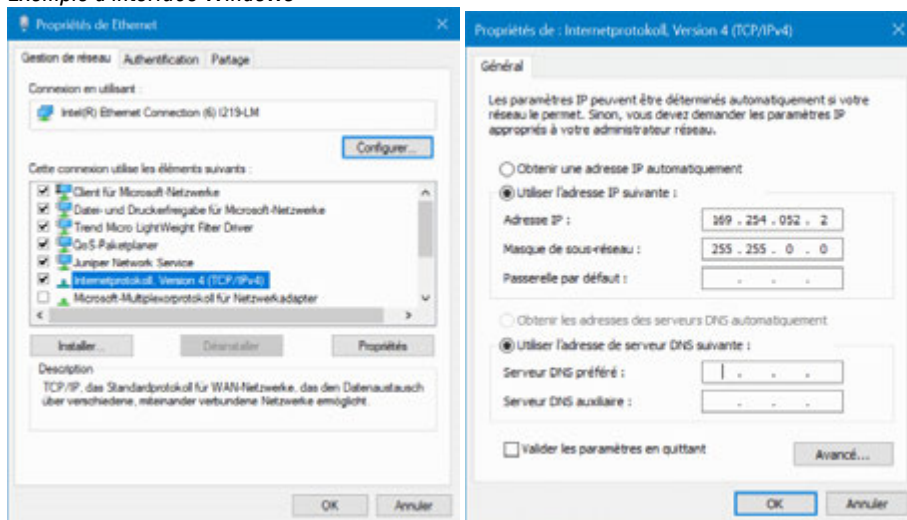 Exemple d'interface Windows
Propriétés de Ethernet
Gestion de réseau Authentification Partage
Connexion en utilisant :
Intel(R) Ethernet Connection (6) I219-LM
Configurer...
Cette connexion utilise les éléments suivants :
Client für Microsoft-Netzwerke
Datei- und Druckerfreigabe für Microsoft-Netzwerke
Trend Micro LightWeight Filter Driver
QoS-Paketplaner
Juniper Network Service
Internetprotokoll, Version 4 (TCP/IPv4)
Microsoft-Multiplexorprotokoll für Netzwerkadapter
Installer... Désinstaller Propriétés
Description
TCP/IP, das Standardprotokoll für WAN-Netzwerke, das den Datenaustausch
über verschiedene, miteinander verbundene Netzwerke ermöglicht.
OK Annuler
Propriétés de : Internetprotokoll, Version 4 (TCP/IPv4)
Général
Les paramètres IP peuvent être déterminés automatiquement si votre
réseau le permet. Sinon, vous devez demander les paramètres IP
appropriés à votre administrateur réseau.
Obtenir une adresse IP automatiquement
Utiliser l'adresse IP suivante :
Adresse IP : 169 . 254 . 052 . 2
Masque de sous-réseau : 255 . 255 . 0 . 0
Passerelle par défaut : . . .
Obtenir les adresses des serveurs DNS automatiquement
Utiliser l'adresse de serveur DNS suivante :
Serveur DNS préféré : . . .
Serveur DNS auxiliaire : . . .
Valider les paramètres en quittant
Avancé...
OK Annuler